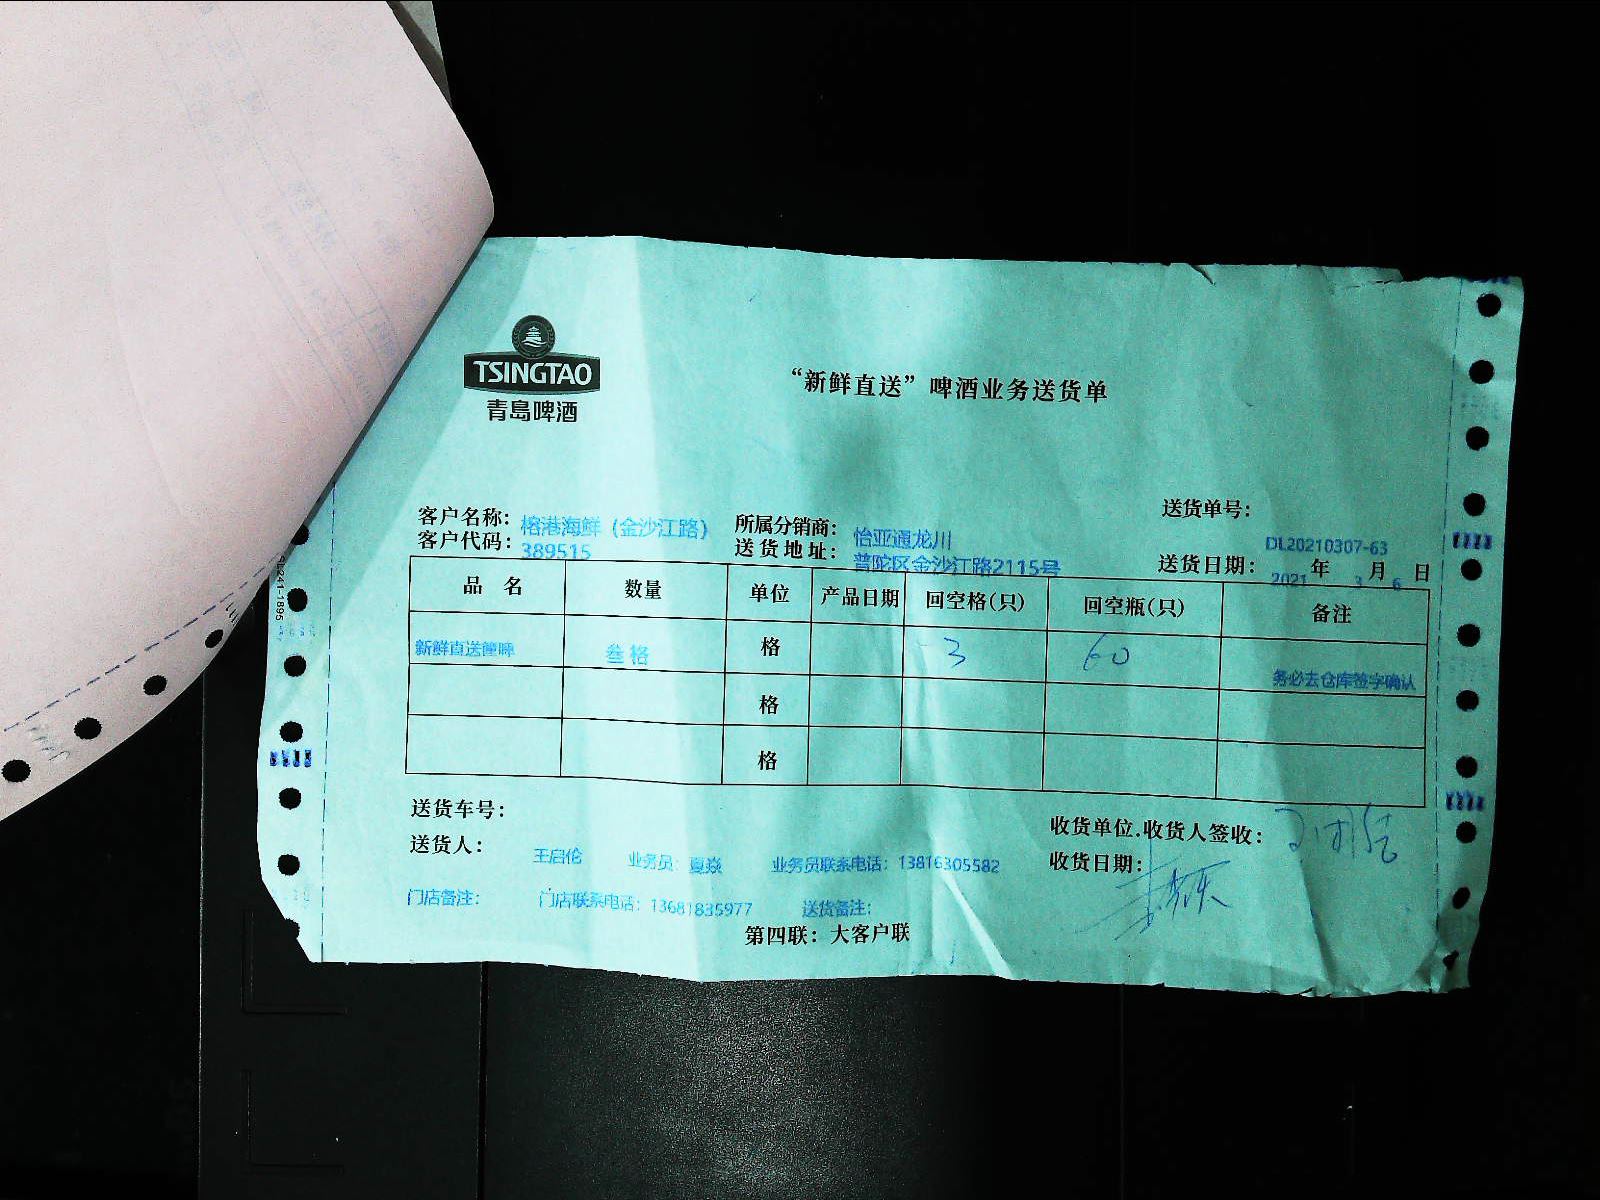 TSINGTAO
青岛啤酒
“新鲜直送”啤酒业务送货单
送货单号：
DL20210307-63
客户名称：榕港海鲜（金沙江路） 所属分销商：怡亚通龙川
客户代码：389515 送货地址：普陀区金沙江路2115号 送货日期：2021年3月6日
品名 数量 单位 产品日期 回空格(只) 回空瓶(只) 备注
新鲜直送 叁格 格 3 60 务必去仓库签字确认
格
格
送货车号：
收货单位.收货人签收：
送货人：王启伦 业务员：夏焱 业务员联系电话：13816305582 收货日期：
门店备注： 门店联系电话：13681835977 送货备注：
第四联：大客户联